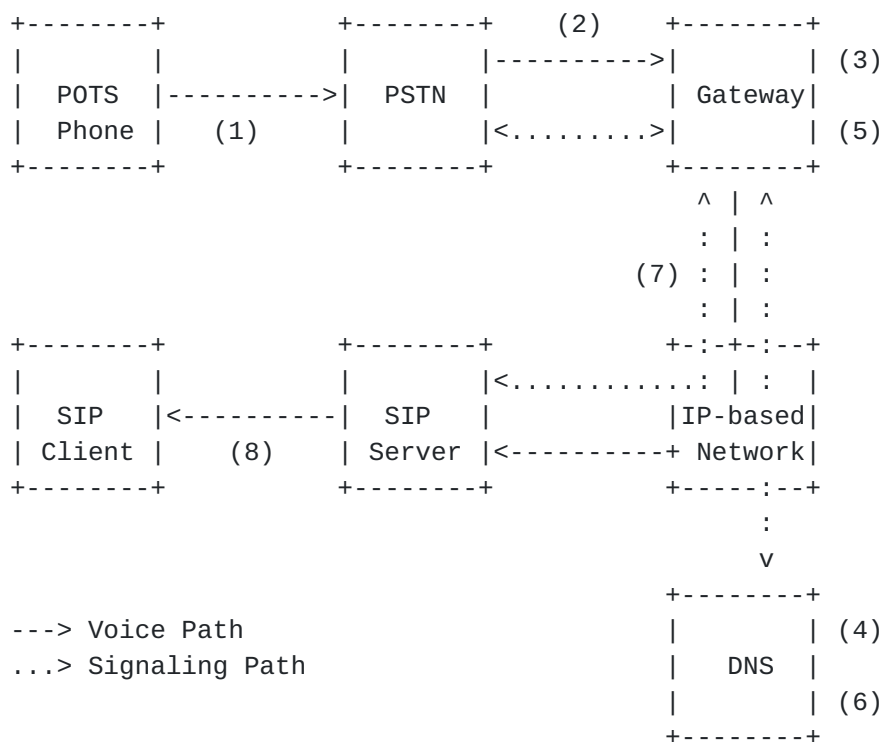 +--------+            +--------+    (2)    +--------+
|        |            |        |---------->|        | (3)
|  POTS  |----------->|  PSTN  |           | Gateway|
|  Phone |    (1)     |        |<.........>|        | (5)
+--------+            +--------+           +--------+
                                             ^ | ^
                                             : | :
                                         (7) : | :
                                             : | :
+--------+            +--------+           +-:-+-:--+
|        |            |        |<............: | :  |
|  SIP   |<-----------|  SIP   |           |IP-based|
| Client |    (8)     | Server |<----------+ Network|
+--------+            +--------+           +-----:--+
                                                 :
                                                 v
                                           +--------+
---> Voice Path                            |        | (4)
...> Signaling Path                        |   DNS  |
                                           |        | (6)
                                           +--------+